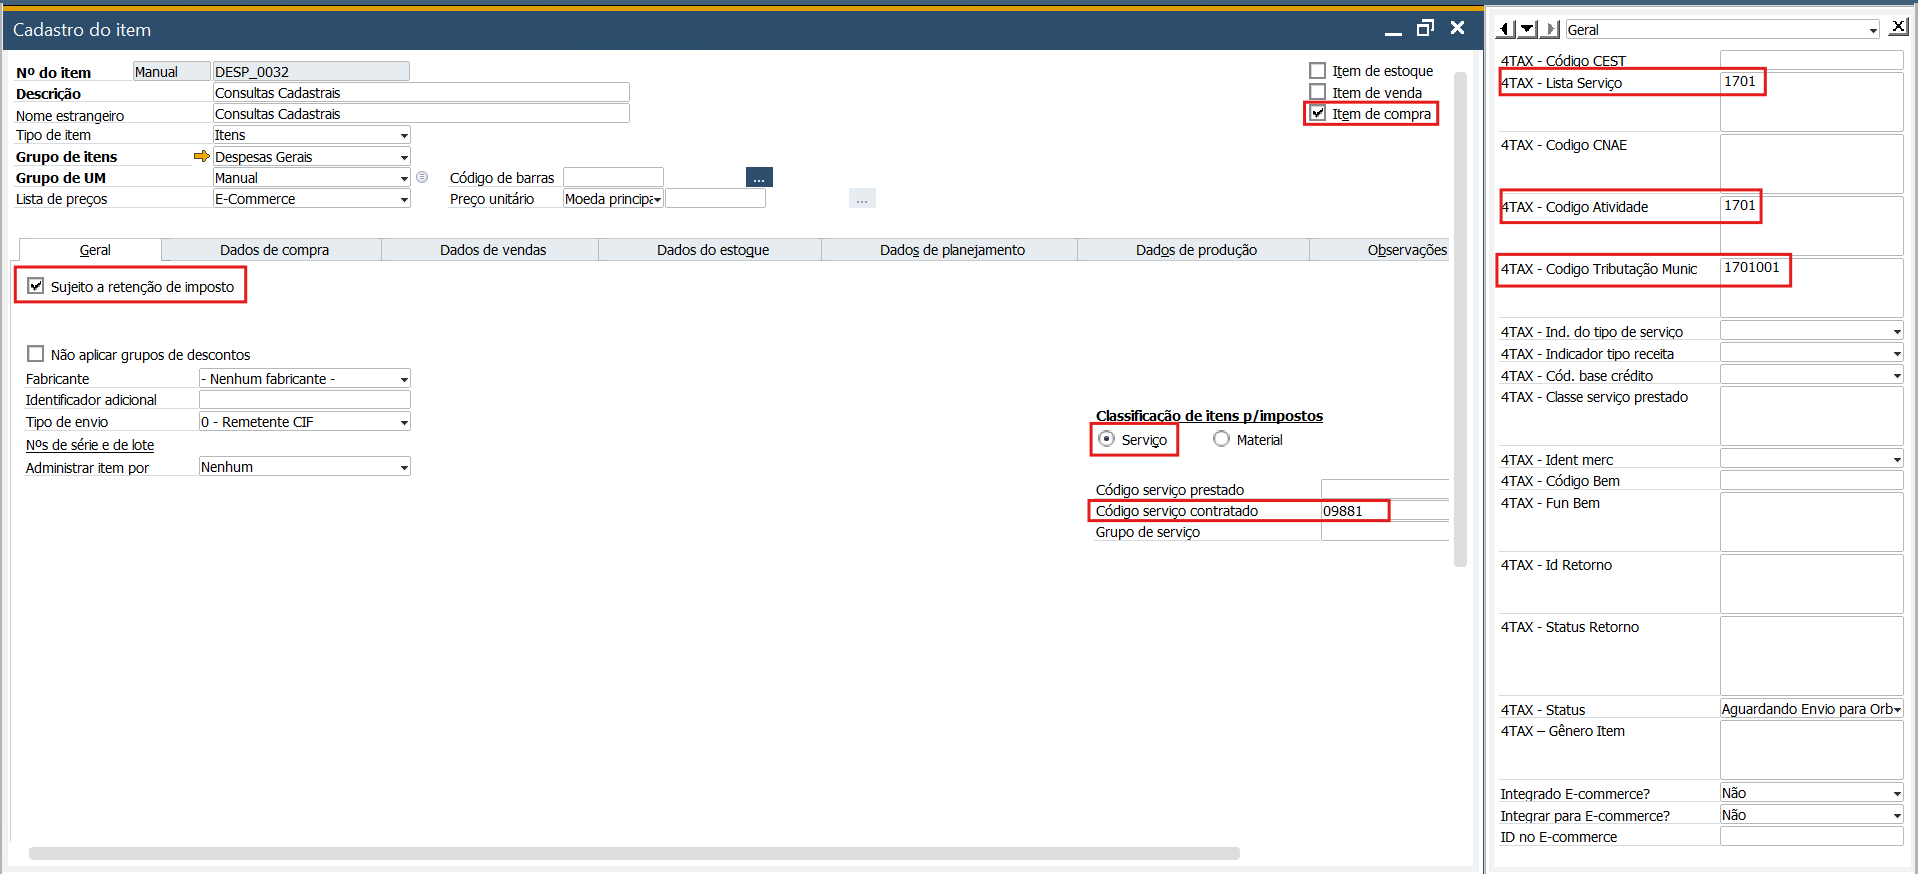 Cadastro do item
Nº do item Manual DESP_0032
Descrição Consultas Cadastrais
Nome estrangeiro Consultas Cadastrais
Tipo de item Itens
Grupo de itens Despesas Gerais
Grupo de UM Manual Código de barras ...
Lista de preços E-Commerce Preço unitário Moeda principa ...
Item de estoque
Item de venda
Item de compra
Geral Dados de compra Dados de vendas Dados do estoque Dados de planejamento Dados de produção Observações
Sujeito a retenção de imposto
Não aplicar grupos de descontos
Fabricante - Nenhum fabricante -
Identificador adicional
Tipo de envio 0 - Remetente CIF
Nºs de série e de lote
Administrar item por Nenhum
Classificação de itens p/impostos
Serviço Material
Código serviço prestado
Código serviço contratado 09881
Grupo de serviço
Geral
4TAX - Código CEST
4TAX - Lista Serviço 1701
4TAX - Codigo CNAE
4TAX - Codigo Atividade 1701
4TAX - Codigo Tributação Munic 1701001
4TAX - Ind. do tipo de serviço
4TAX - Indicador tipo receita
4TAX - Cód. base crédito
4TAX - Classe serviço prestado
4TAX - Ident merc
4TAX - Código Bem
4TAX - Fun Bem
4TAX - Id Retorno
4TAX - Status Retorno
4TAX - Status Aguardando Envio para Orb
4TAX – Gênero Item
Integrado E-commerce? Não
Integrar para E-commerce? Não
ID no E-commerce